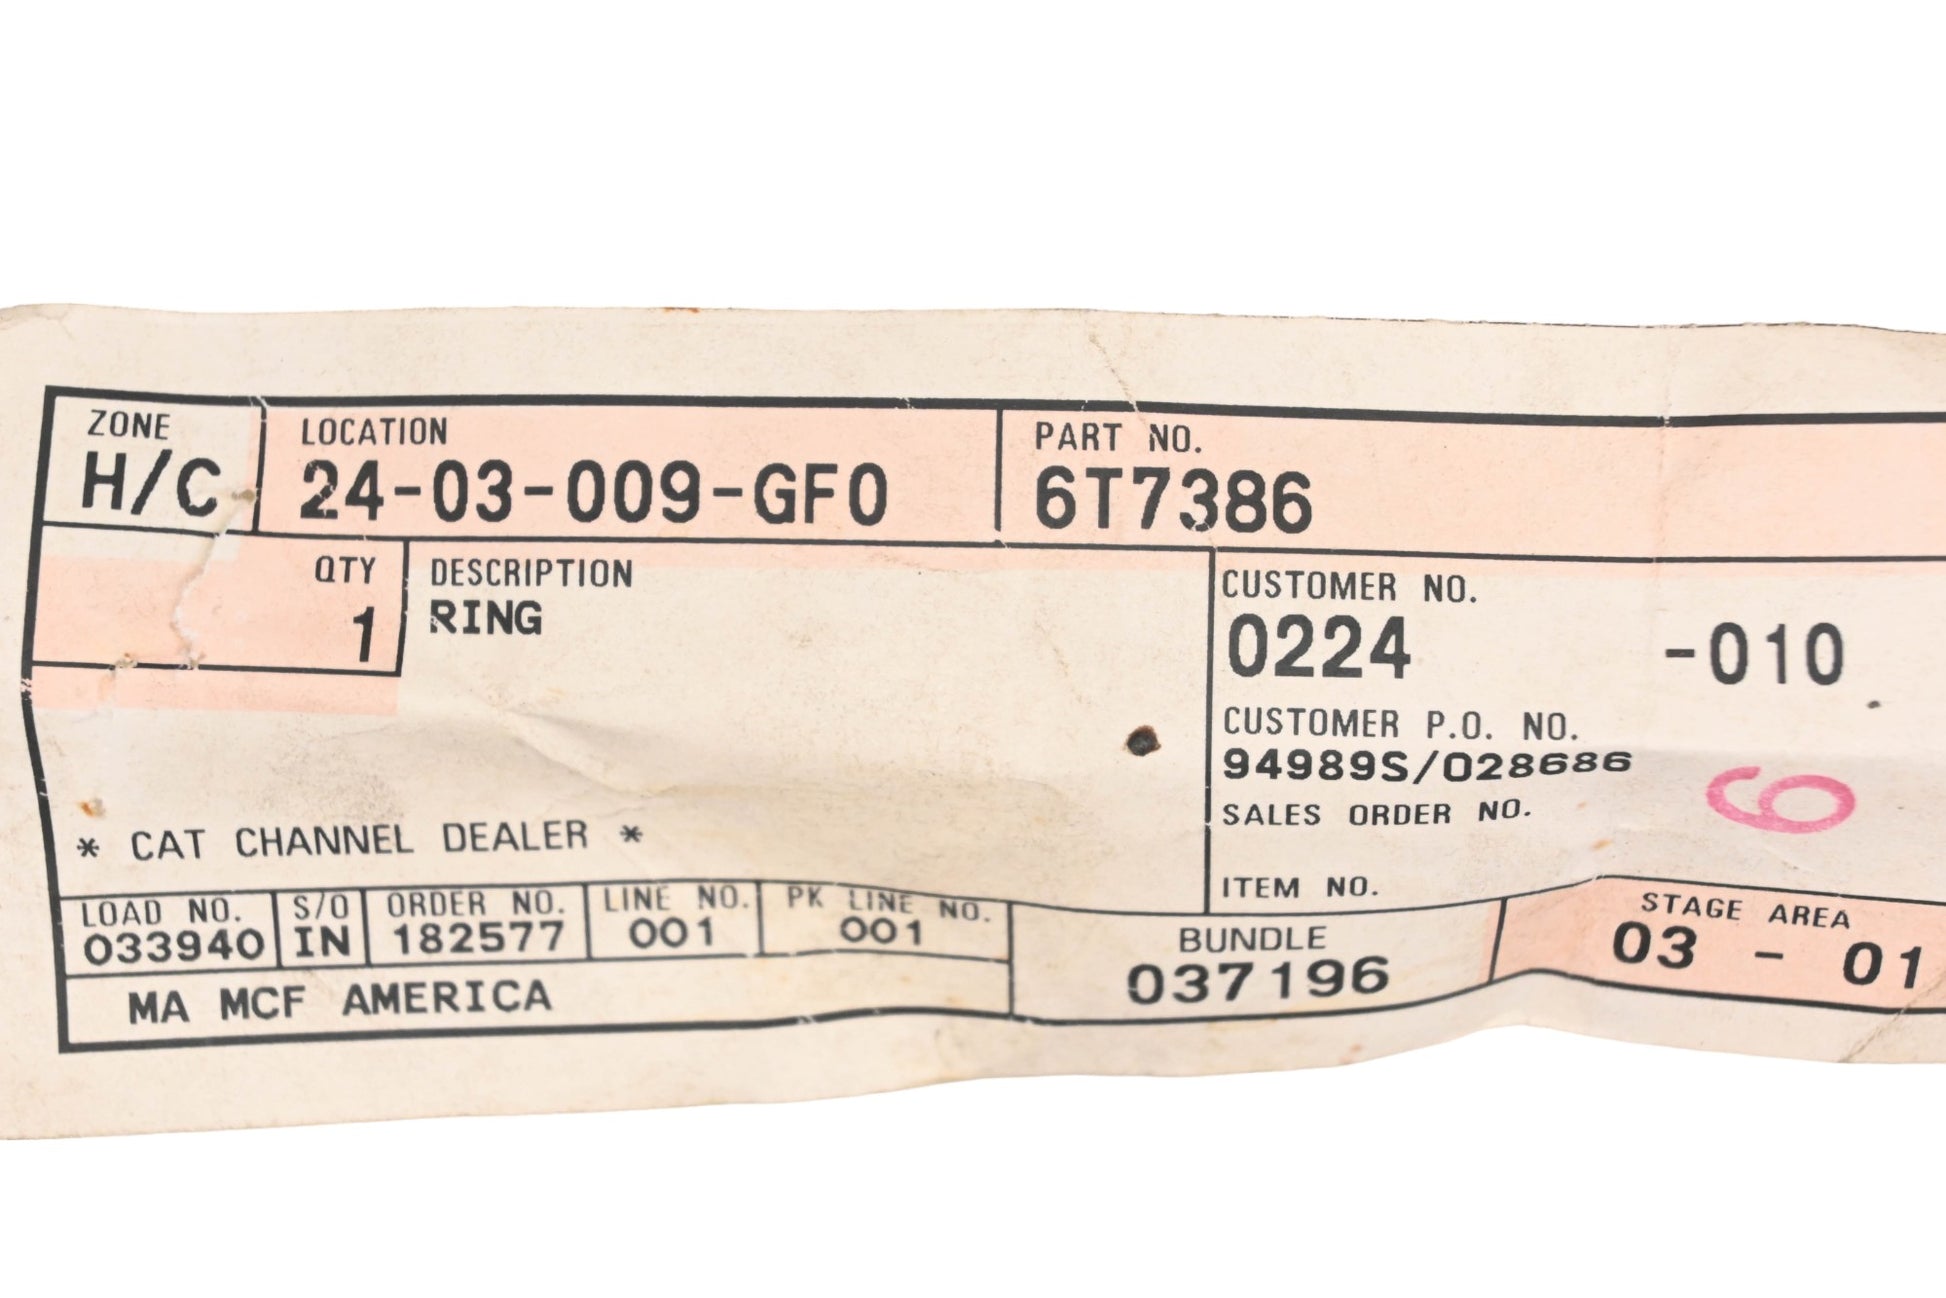 ZONE LOCATION PART NO.
H/C 24-03-009-GF0 6T7386
QTY DESCRIPTION CUSTOMER NO.
1 RING 0224 -010
CUSTOMER P.O. NO.
94989S/028686
SALES ORDER NO.
6
* CAT CHANNEL DEALER *
ITEM NO.
LOAD NO. S/O ORDER NO. LINE NO. PK LINE NO. BUNDLE STAGE AREA
033940 IN 182577 001 001 037196 03 - 01
MA MCF AMERICA